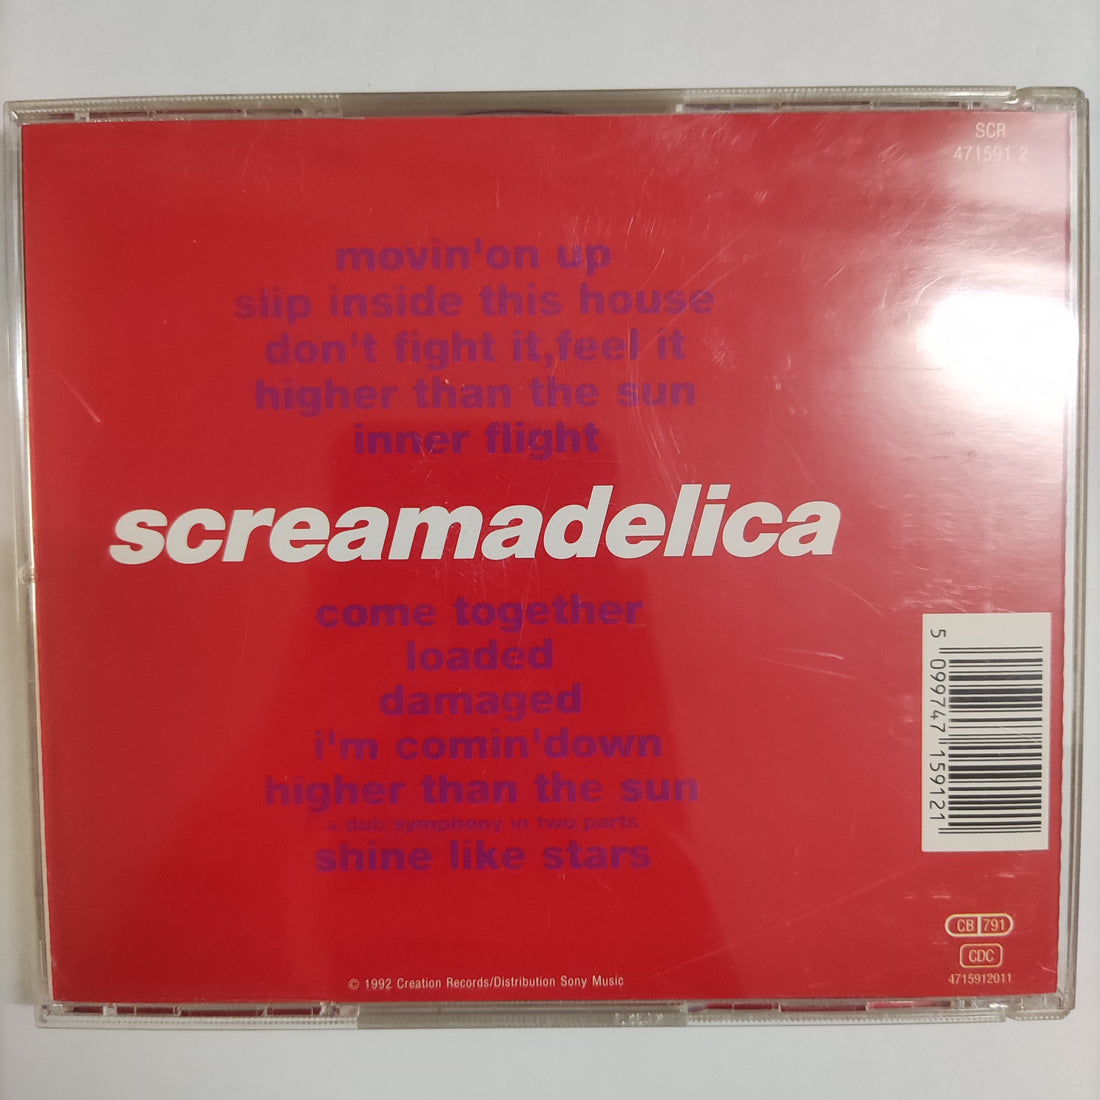 SCR
471591 2
movin'on up
slip inside this house
don't fight it,feel it
higher than the sun
inner flight
screamadelica
come together
loaded
damaged
i'm comin'down
higher than the sun
a dub symphony in two parts
shine like stars
5 099747 159121
CB 791
CDC
4715912011
© 1992 Creation Records/Distribution Sony Music